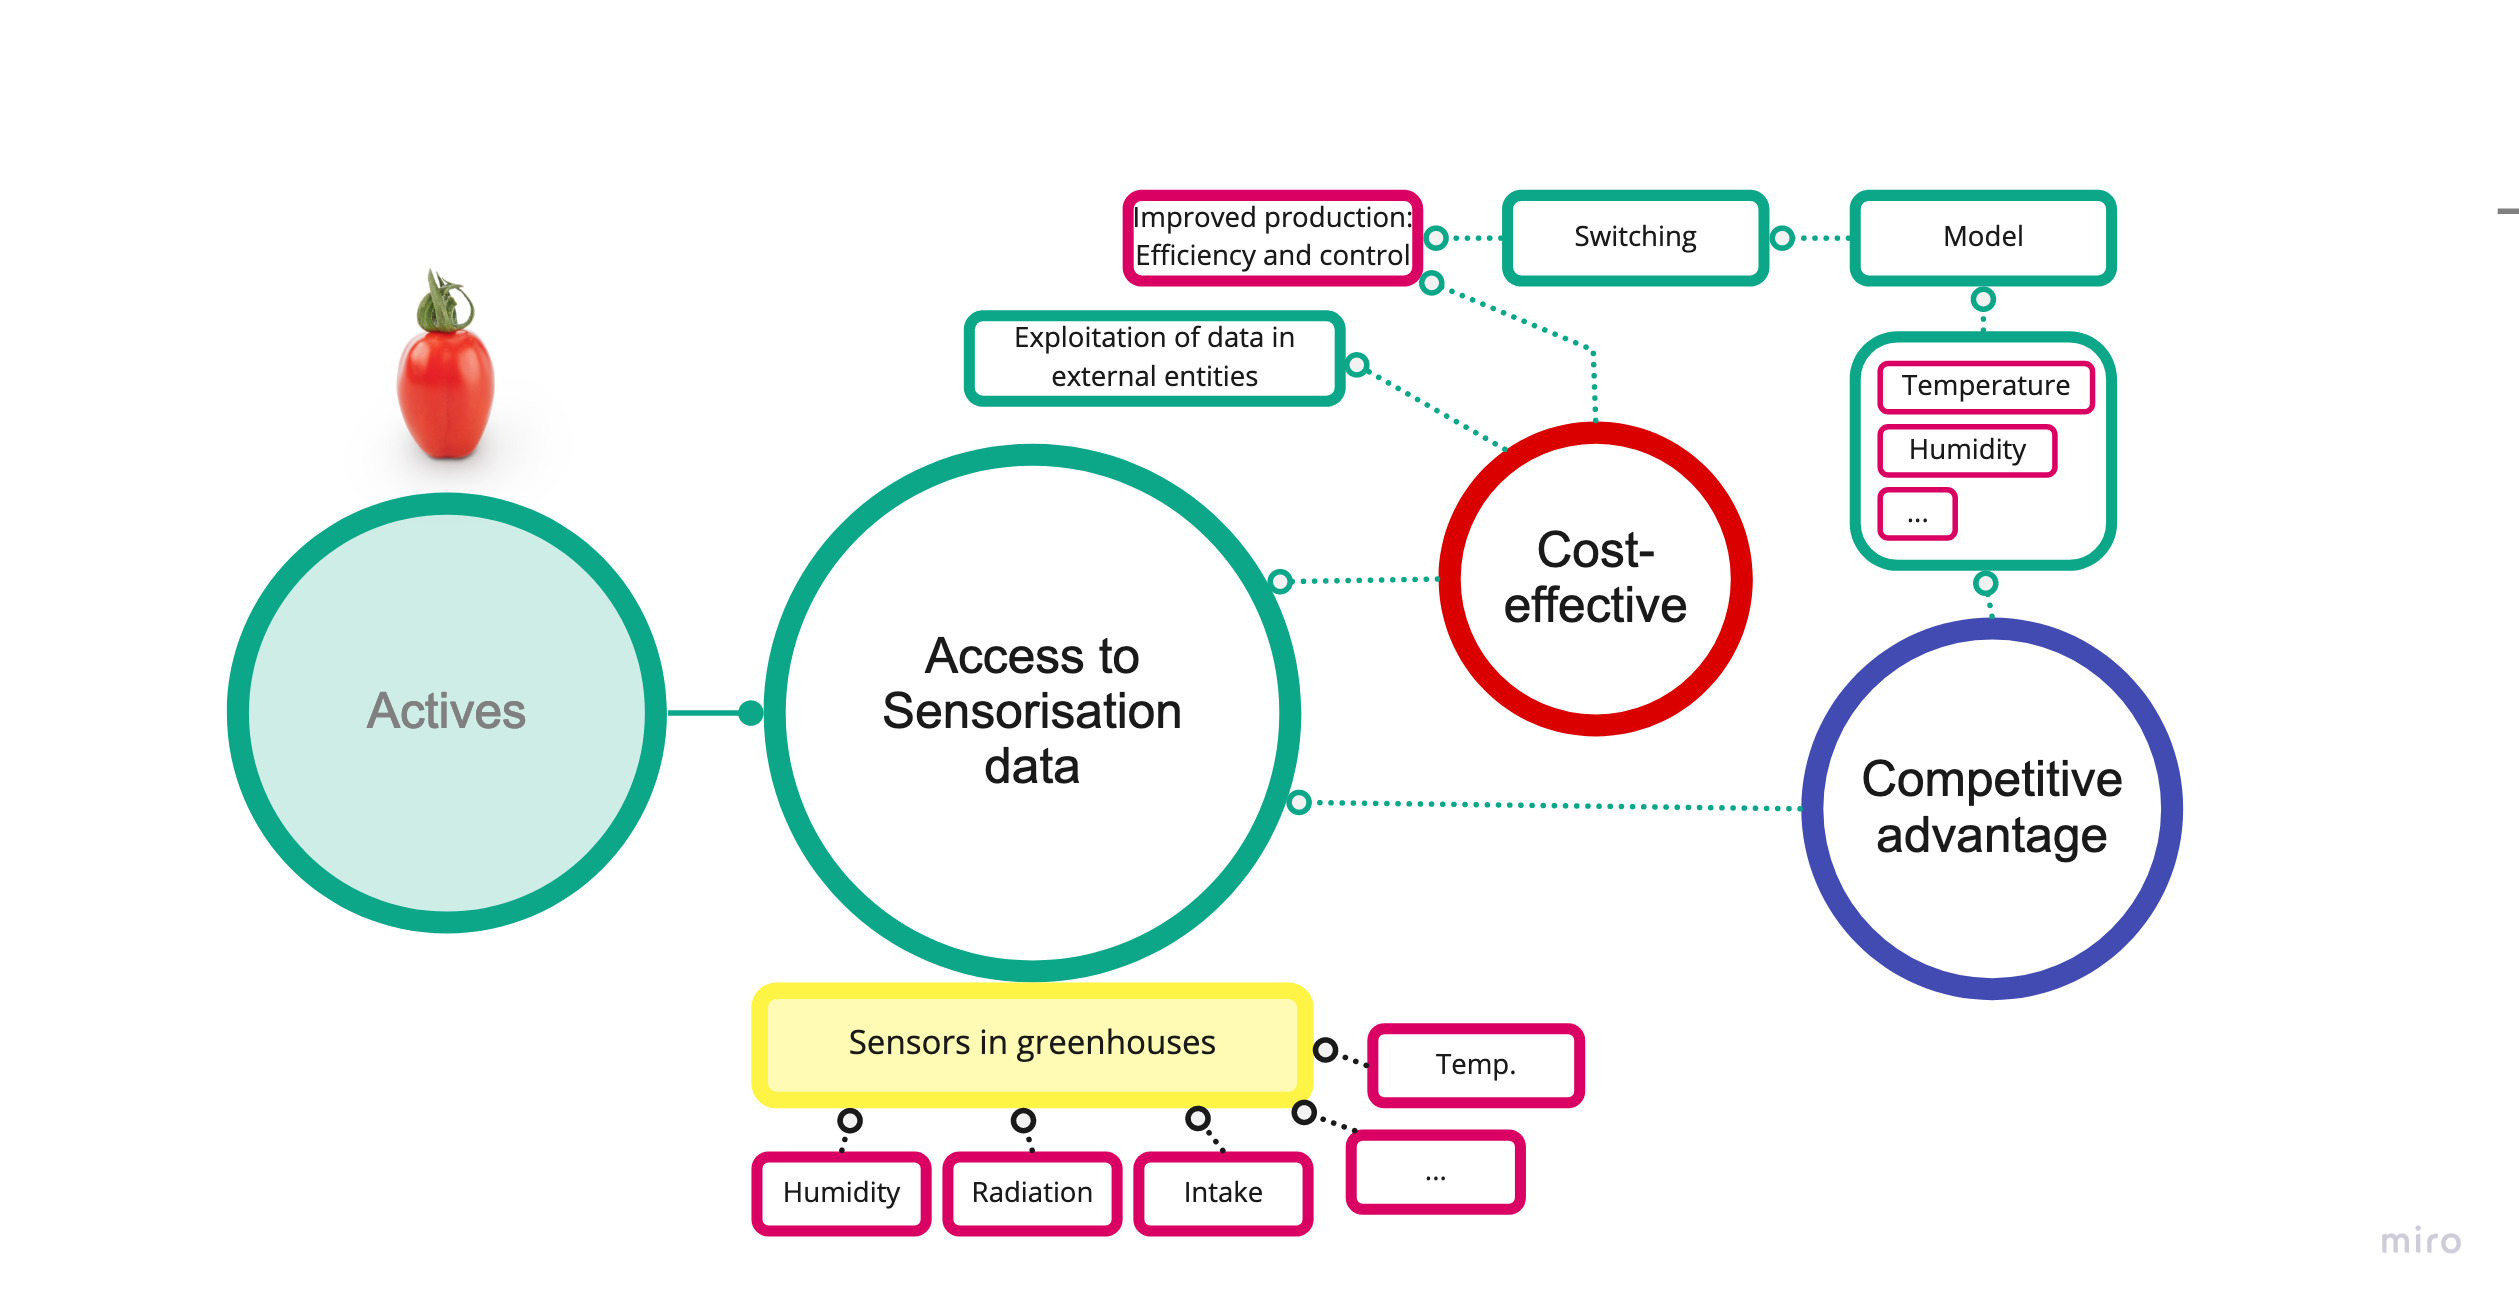 Improved production:
Efficiency and control
Switching
Model
Exploitation of data in
external entities
Temperature
Humidity
...
Cost-
effective
Actives
Access to
Sensorisation
data
Competitive
advantage
Sensors in greenhouses
Temp.
...
Humidity
Radiation
Intake
miro